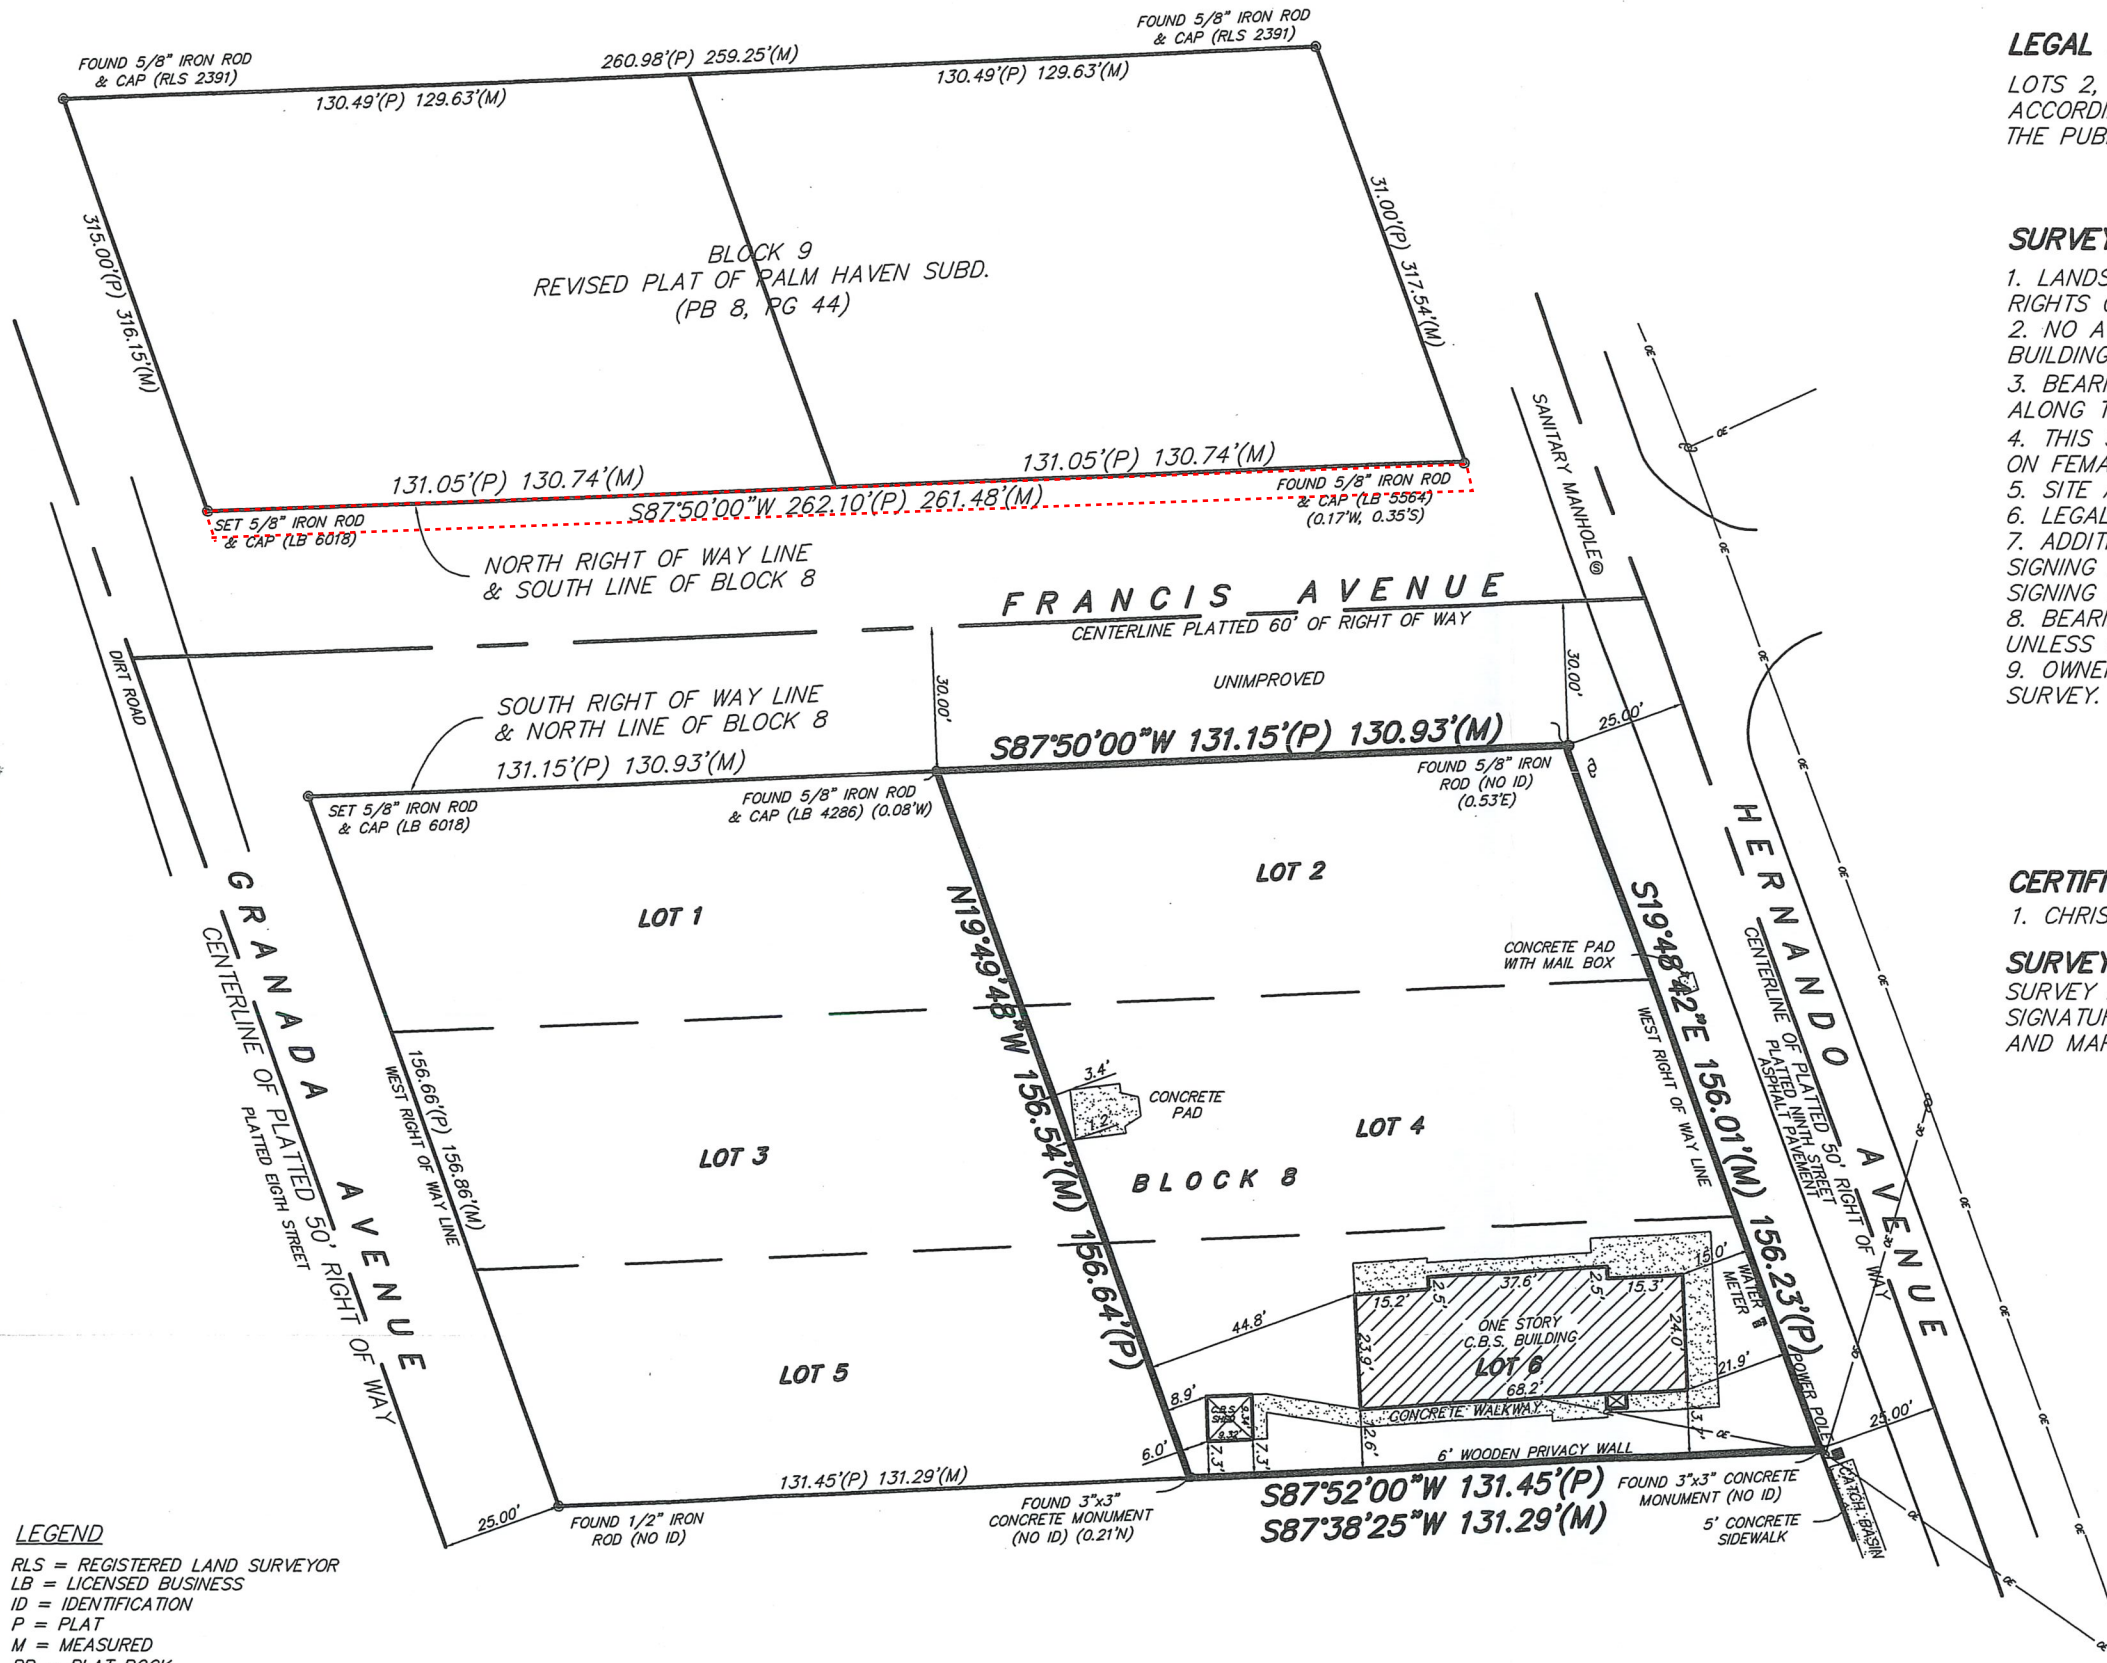 FOUND 5/8" IRON ROD
& CAP (RLS 2391)
260.98'(P) 259.25'(M)
FOUND 5/8" IRON ROD
& CAP (RLS 2391)
130.49'(P) 129.63'(M)
130.49'(P) 129.63'(M)
315.00'(P) 316.15'(M)
31.00'(P) 317.54'(M)
BLOCK 9
REVISED PLAT OF PALM HAVEN SUBD.
(PB 8, PG 44)
131.05'(P) 130.74'(M)
131.05'(P) 130.74'(M)
S87°50'00"W 262.10'(P) 261.48'(M)
SET 5/8" IRON ROD
& CAP (LB 6018)
FOUND 5/8" IRON ROD
& CAP (LB 5564)
(0.17'W, 0.35'S)
SANITARY MANHOLE
S
NORTH RIGHT OF WAY LINE
& SOUTH LINE OF BLOCK 8
FRANCIS AVENUE
CENTERLINE PLATTED 60' OF RIGHT OF WAY
UNIMPROVED
30.00'
30.00'
25.00'
DIRT ROAD
SOUTH RIGHT OF WAY LINE
& NORTH LINE OF BLOCK 8
131.15'(P) 130.93'(M)
S87°50'00"W 131.15'(P) 130.93'(M)
SET 5/8" IRON ROD
& CAP (LB 6018)
FOUND 5/8" IRON ROD
& CAP (LB 4286) (0.08'W)
FOUND 5/8" IRON
ROD (NO ID)
(0.53'E)
GRANADA AVENUE
CENTERLINE OF PLATTED 50' RIGHT OF WAY
PLATTED EIGTH STREET
HERNANDO AVENUE
CENTERLINE OF PLATTED 50' RIGHT OF WAY
PLATTED NINTH STREET
ASPHALT PAVEMENT
LOT 1
LOT 2
N19°49'48"W 156.54'(M) 156.64'(P)
S19°48'42"E 156.01'(M) 156.23'(P)
CONCRETE PAD
WITH MAIL BOX
WEST RIGHT OF WAY LINE
156.66'(P) 156.86'(M)
WEST RIGHT OF WAY LINE
3.4'
1.2'
CONCRETE
PAD
LOT 3
LOT 4
BLOCK 8
LOT 5
44.8'
15.2'
2.5'
37.6'
2.5'
15.3'
15.0'
WATER
METER
ONE STORY
C.B.S. BUILDING
LOT 6
23.9'
24.0'
68.2'
21.9'
POWER POLE
8.9'
C.B.S.
SHED
9.32'
CONCRETE WALKWAY
6.0'
7.3'
7.3'
12.6'
6' WOODEN PRIVACY WALL
OE
25.00'
131.45'(P) 131.29'(M)
S87°52'00"W 131.45'(P)
S87°38'25"W 131.29'(M)
25.00'
FOUND 1/2" IRON
ROD (NO ID)
FOUND 3"x3"
CONCRETE MONUMENT
(NO ID) (0.21'N)
FOUND 3"x3" CONCRETE
MONUMENT (NO ID)
5' CONCRETE
SIDEWALK
CATCH BASIN
LEGEND
RLS = REGISTERED LAND SURVEYOR
LB = LICENSED BUSINESS
ID = IDENTIFICATION
P = PLAT
M = MEASURED
LEGAL
LOTS 2,
ACCORDI
THE PUB
SURVEY
1. LANDS
RIGHTS
2. NO A
BUILDING
3. BEARI
ALONG T
4. THIS
ON FEMA
5. SITE
6. LEGAL
7. ADDITI
SIGNING
SIGNING
8. BEARI
UNLESS
9. OWNE
SURVEY.
CERTIFI
1. CHRIS
SURVEY
SURVEY
SIGNATU
AND MA